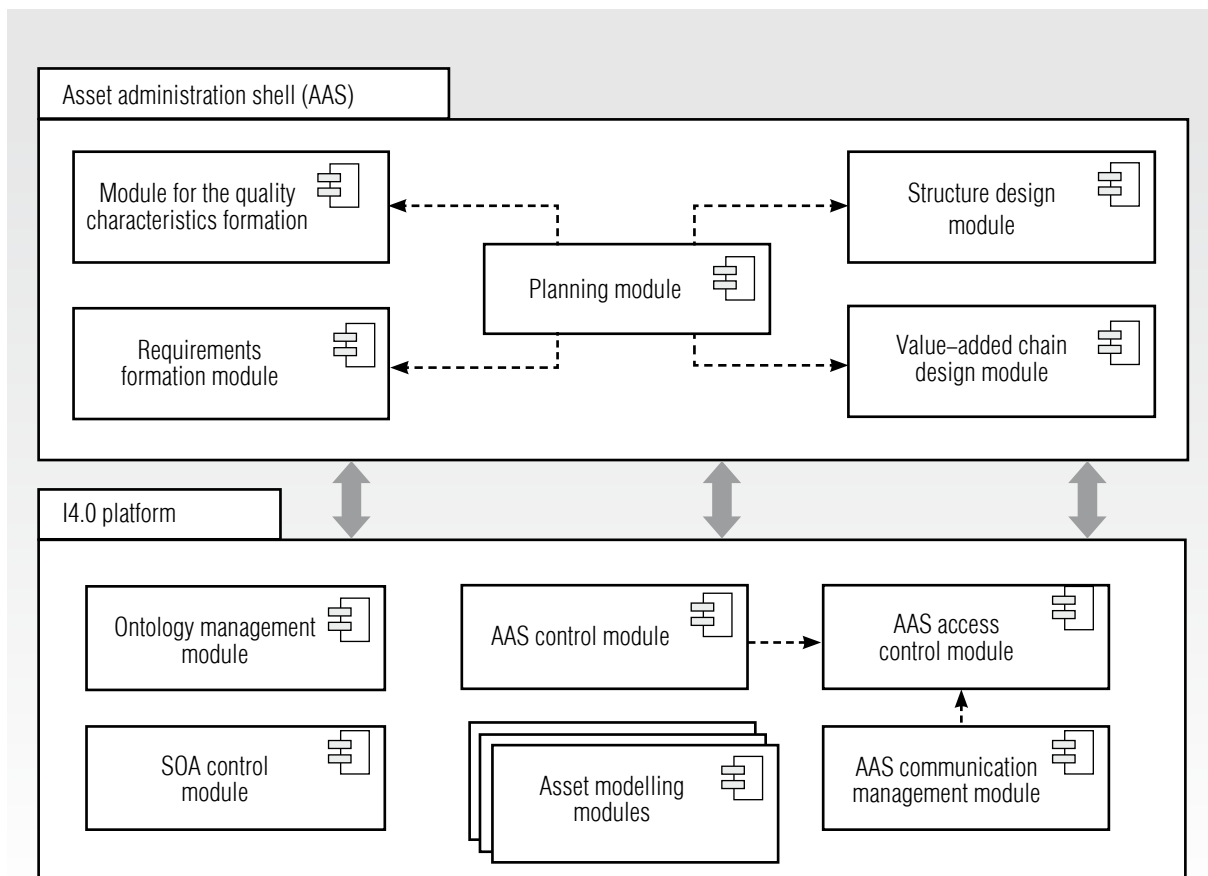 Asset administration shell (AAS)
Module for the quality
characteristics formation
Structure design
module
Planning module
Requirements
formation module
Value–added chain
design module
I4.0 platform
Ontology management
module
AAS control module
AAS access
control module
SOA control
module
Asset modelling
modules
AAS communication
management module